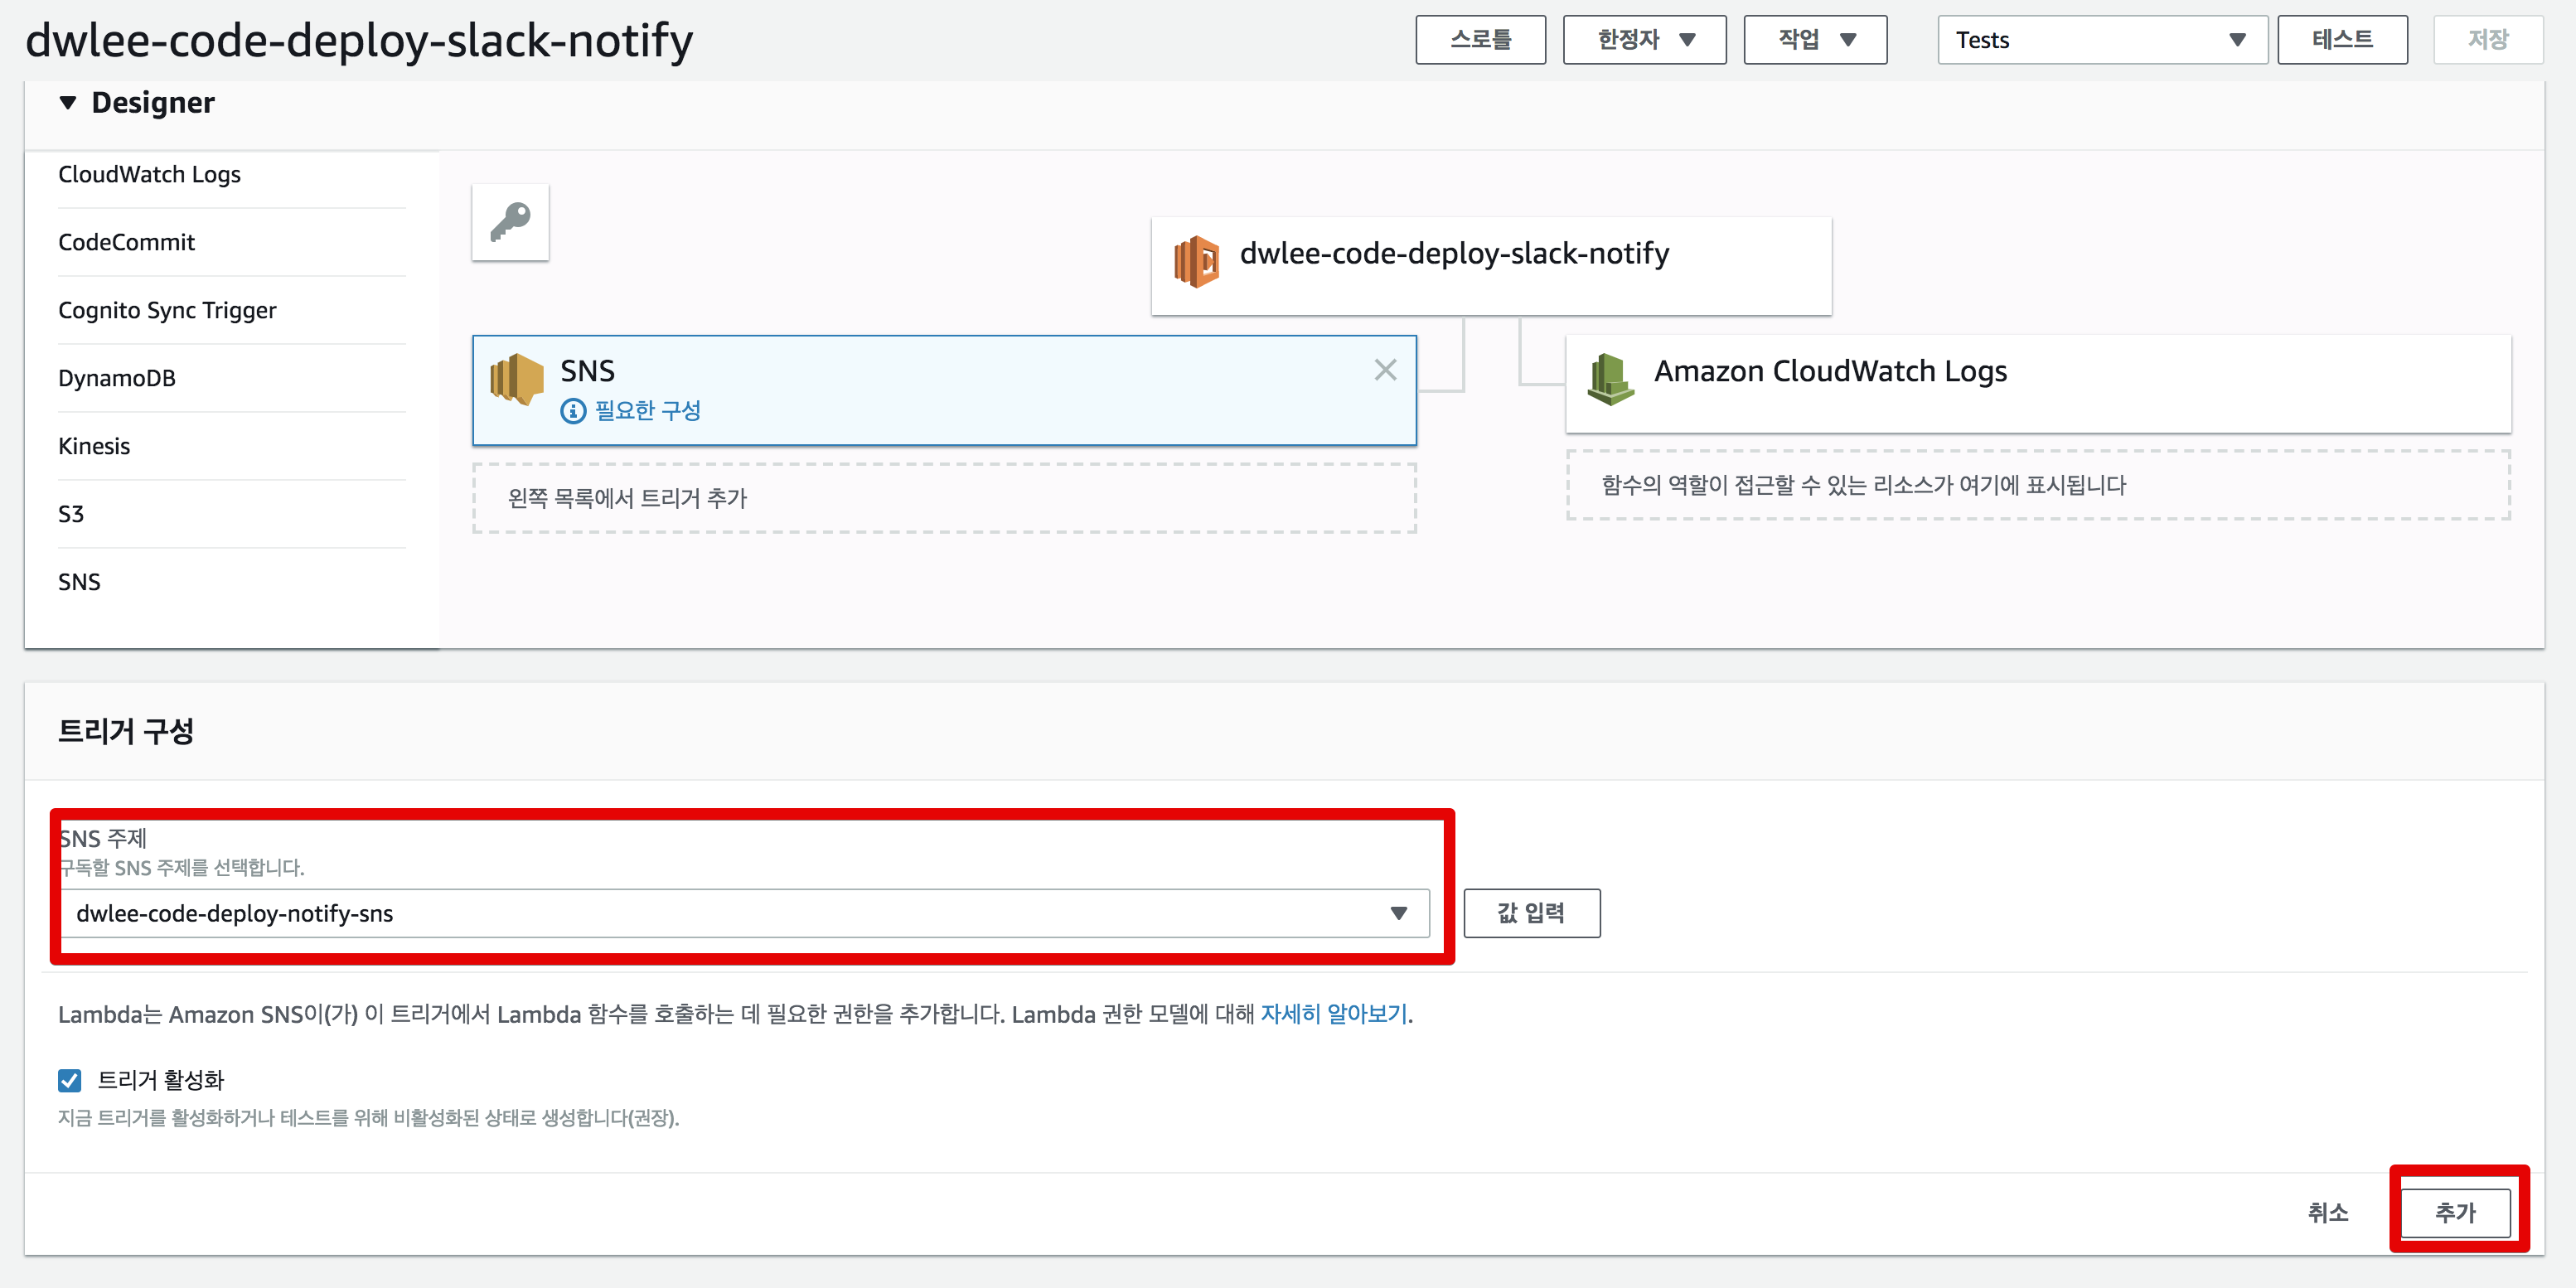 dwlee-code-deploy-slack-notify
스로틀
한정자
작업
Tests
테스트
저장
Designer
CloudWatch Logs
CodeCommit
Cognito Sync Trigger
DynamoDB
Kinesis
S3
SNS
dwlee-code-deploy-slack-notify
SNS
필요한 구성
왼쪽 목록에서 트리거 추가
Amazon CloudWatch Logs
함수의 역할이 접근할 수 있는 리소스가 여기에 표시됩니다
트리거 구성
SNS 주제
구독할 SNS 주제를 선택합니다.
dwlee-code-deploy-notify-sns
값 입력
Lambda는 Amazon SNS이(가) 이 트리거에서 Lambda 함수를 호출하는 데 필요한 권한을 추가합니다. Lambda 권한 모델에 대해 자세히 알아보기.
트리거 활성화
지금 트리거를 활성화하거나 테스트를 위해 비활성화된 상태로 생성합니다(권장).
취소
추가